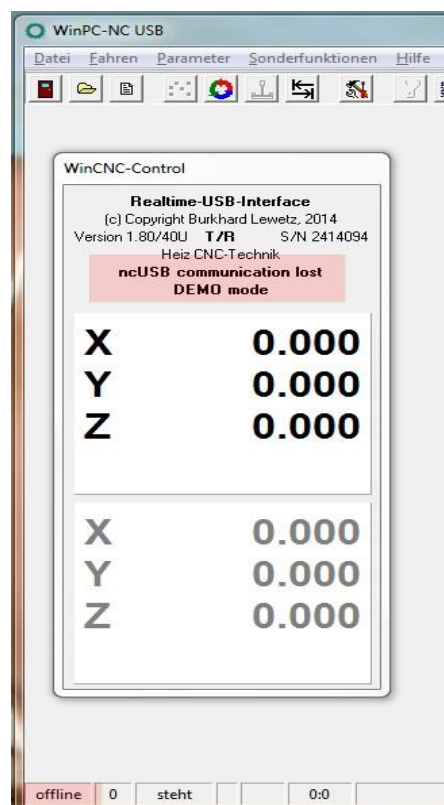 WinPC-NC USB
Datei Fahren Parameter Sonderfunktionen Hilfe
WinCNC-Control
Realtime-USB-Interface
(c) Copyright Burkhard Lewetz, 2014
Version 1.80/40U T/R S/N 2414094
Heiz CNC-Technik
ncUSB communication lost
DEMO mode
X 0.000
Y 0.000
Z 0.000
X 0.000
Y 0.000
Z 0.000
offline 0 steht 0:0